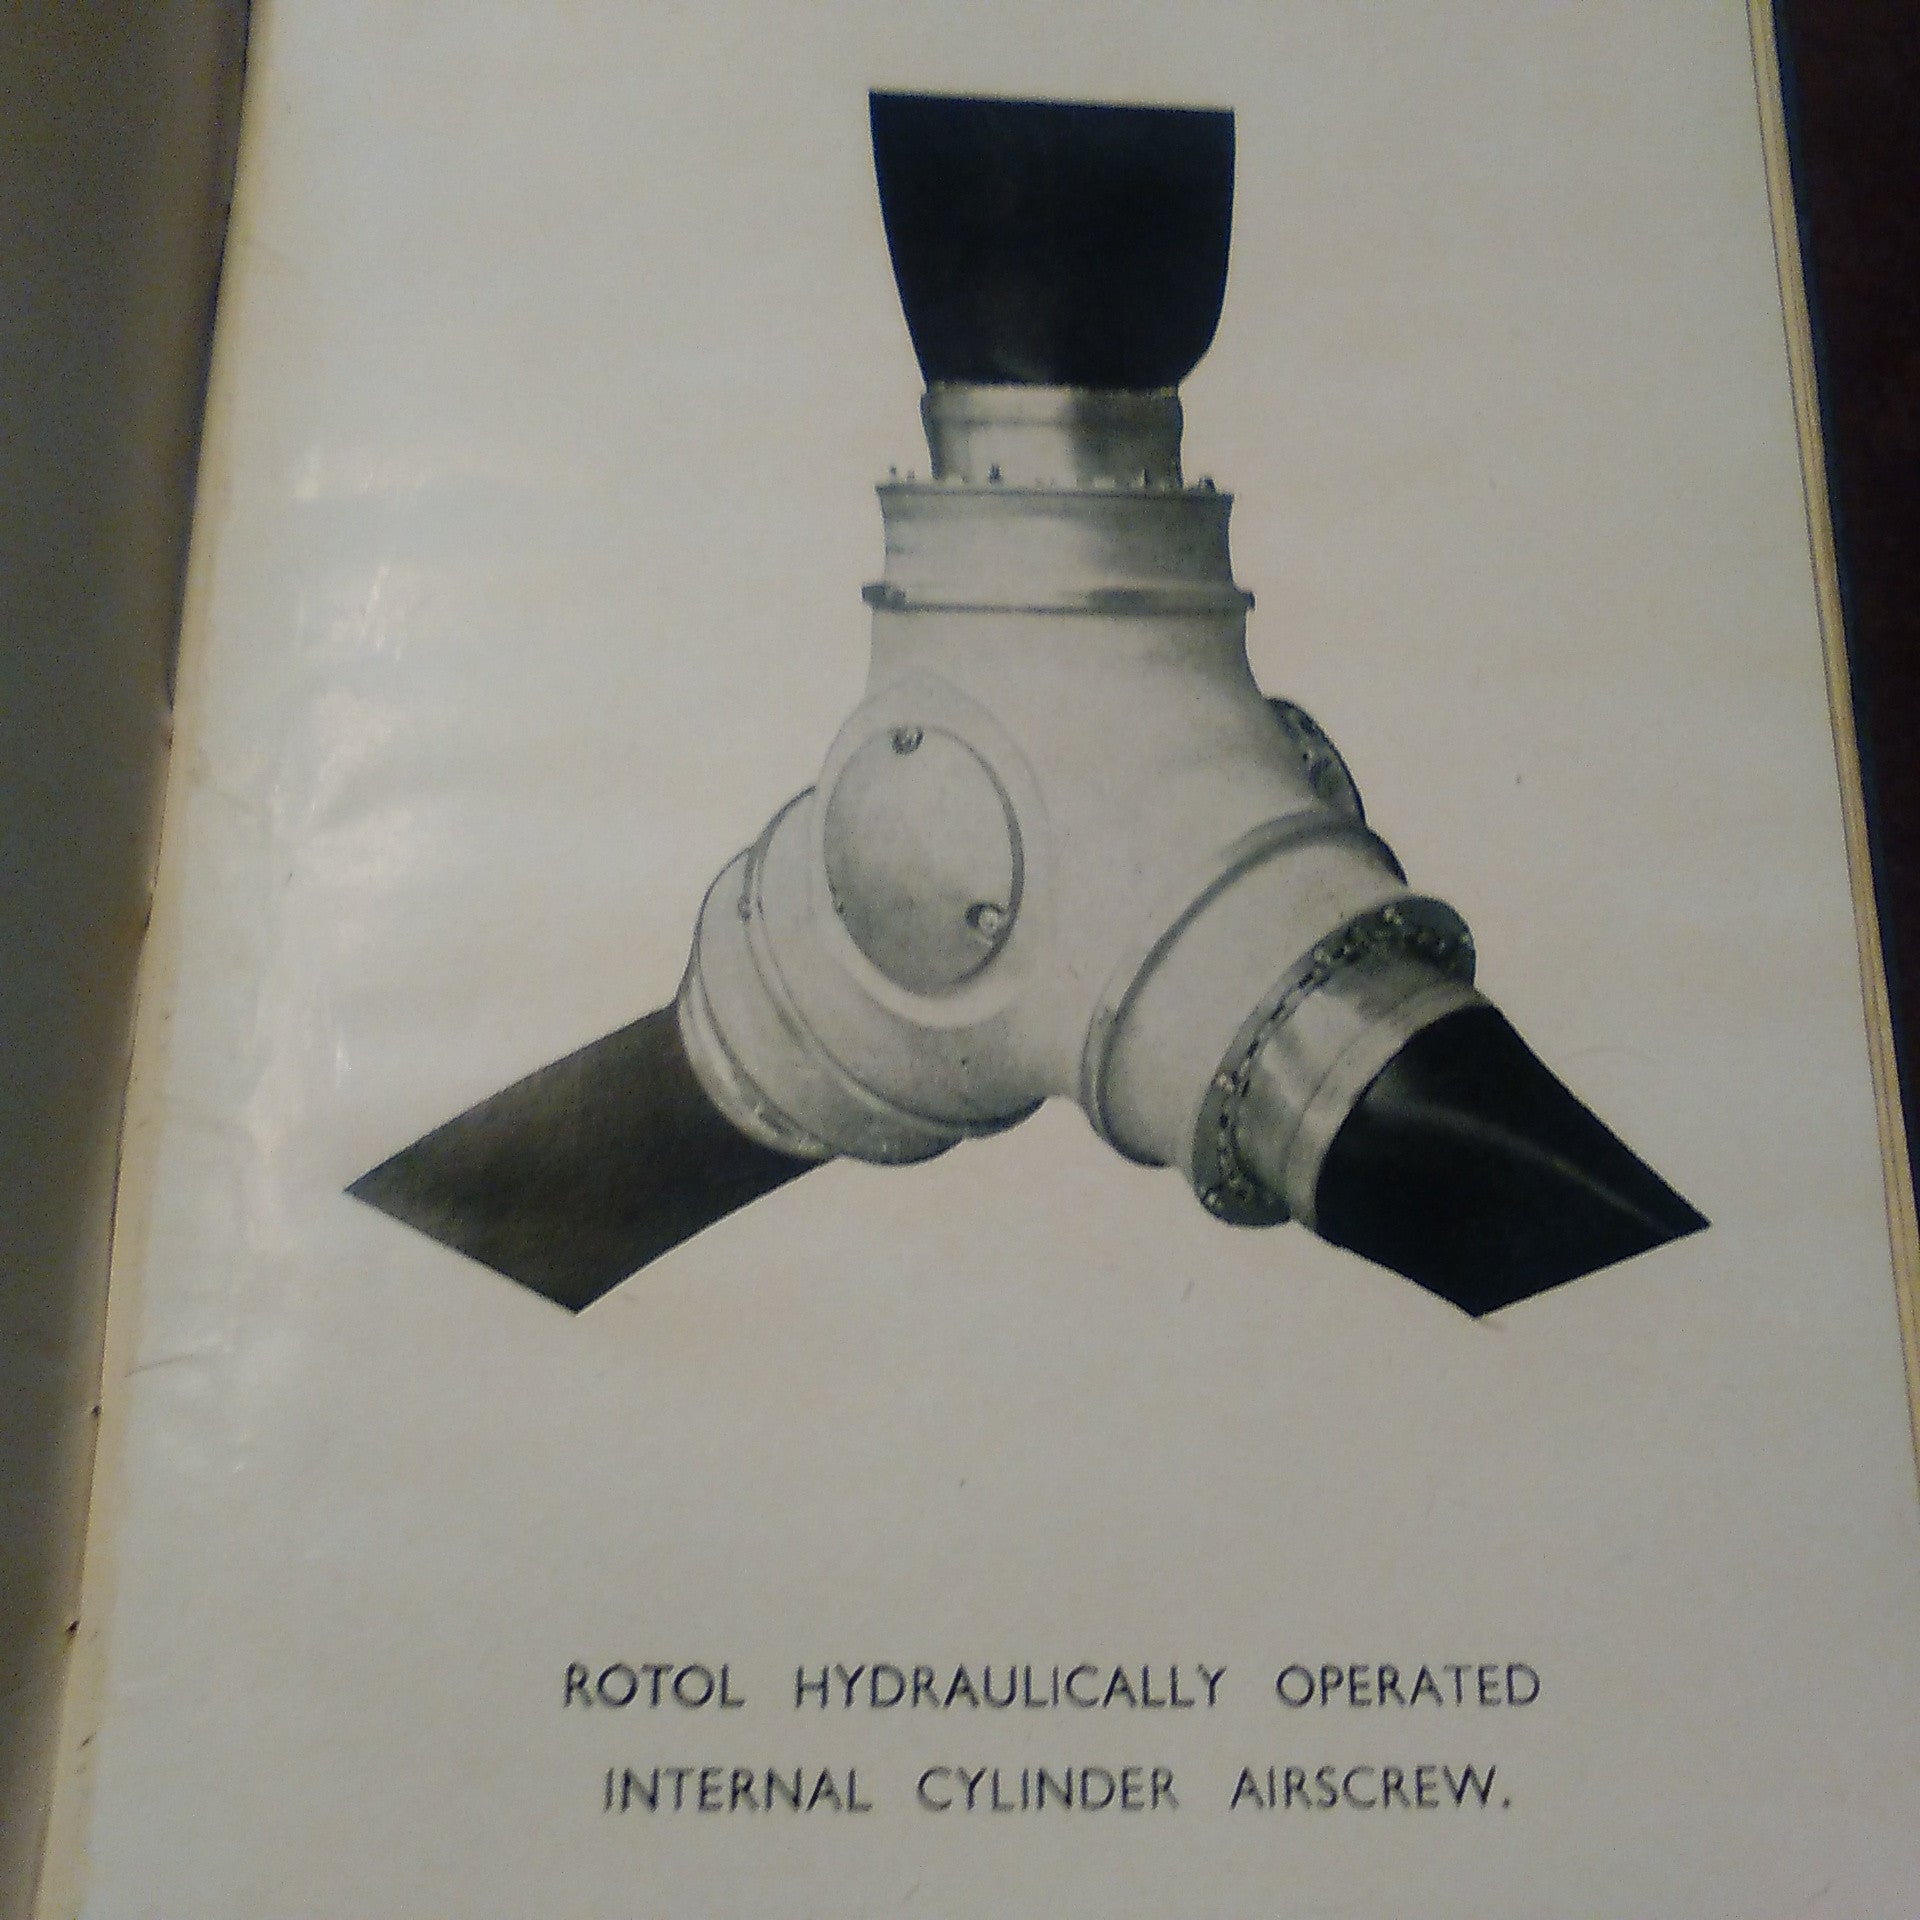 ROTOL HYDRAULICALLY OPERATED
INTERNAL CYLINDER AIRSCREW.